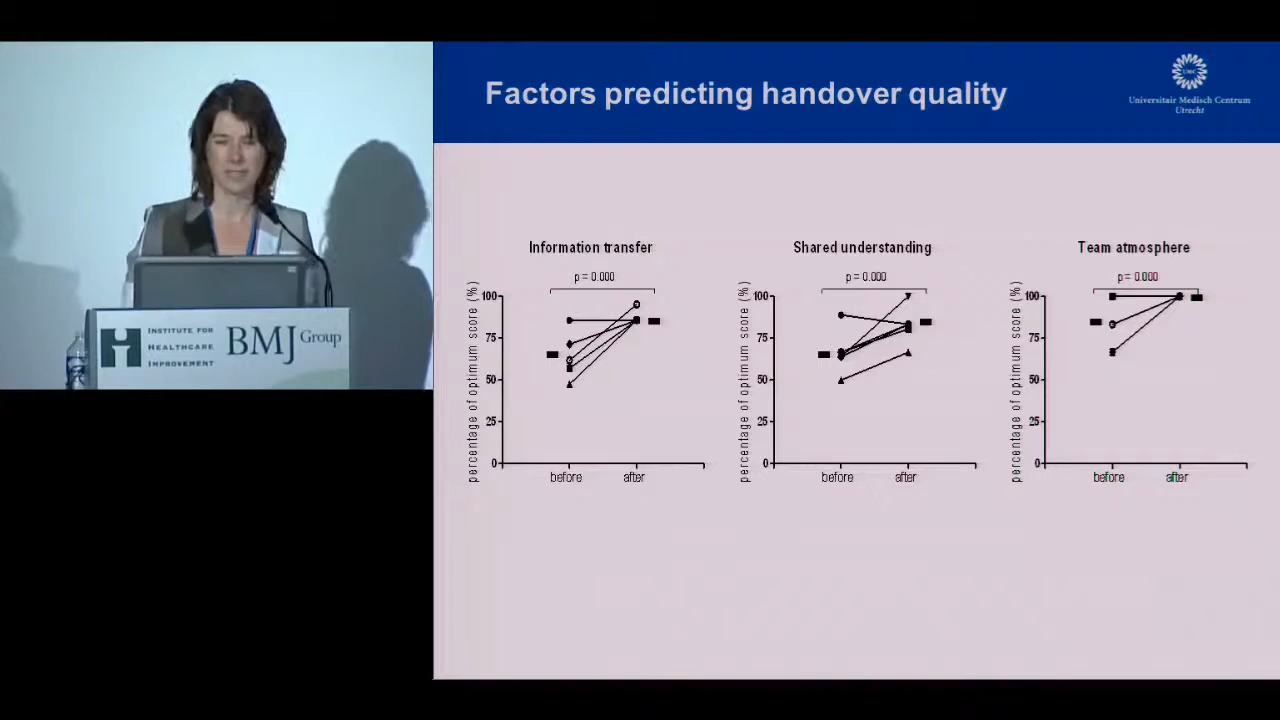 Factors predicting handover quality
UMC
Universitair Medisch Centrum
Utrecht
Information transfer
p = 0.000
percentage of optimum score (%)
100
75
50
25
0
before
after
Shared understanding
p = 0.000
percentage of optimum score (%)
100
75
50
25
0
before
after
Team atmosphere
p = 0.000
percentage of optimum score (%)
100
75
50
25
0
before
after
INSTITUTE FOR
HEALTHCARE
IMPROVEMENT
BMJ Group